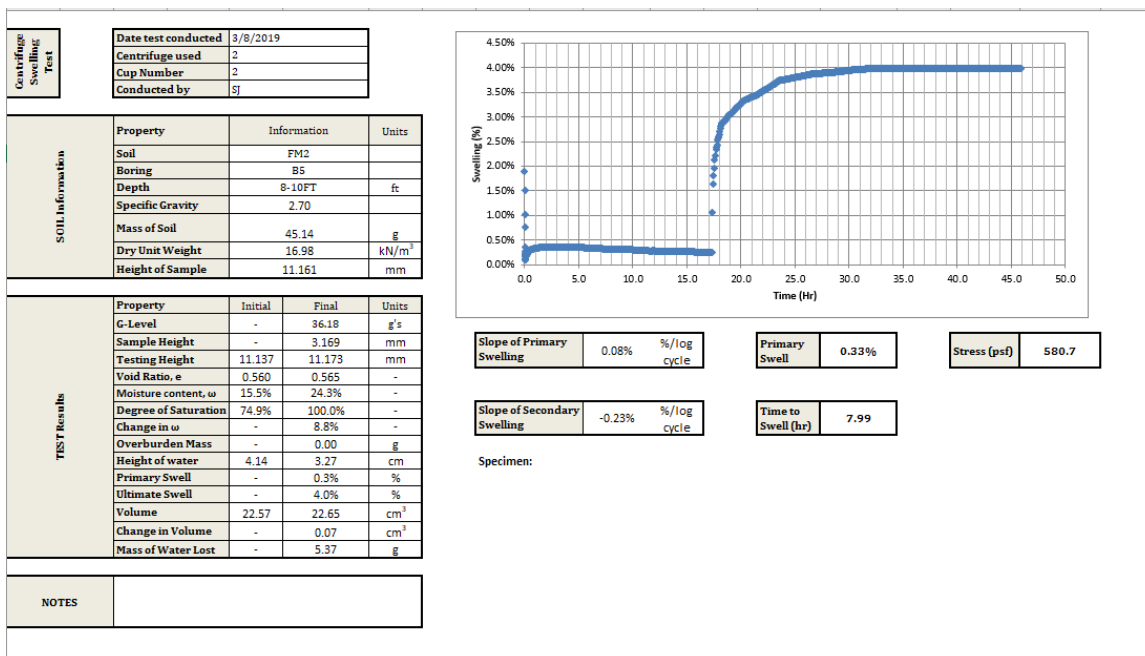 Centrifuge
Swelling
Test
Date test conducted 3/8/2019
Centrifuge used 2
Cup Number 2
Conducted by SJ
SOIL Information
Property Information Units
Soil FM2
Boring B5
Depth 8-10FT ft
Specific Gravity 2.70
Mass of Soil 45.14 g
Dry Unit Weight 16.98 kN/m³
Height of Sample 11.161 mm
TEST Results
Property Initial Final Units
G-Level - 36.18 g's
Sample Height - 3.169 mm
Testing Height 11.137 11.173 mm
Void Ratio, e 0.560 0.565 -
Moisture content, ω 15.5% 24.3% -
Degree of Saturation 74.9% 100.0% -
Change in ω - 8.8% -
Overburden Mass - 0.00 g
Height of water 4.14 3.27 cm
Primary Swell - 0.3% %
Ultimate Swell - 4.0% %
Volume 22.57 22.65 cm³
Change in Volume - 0.07 cm³
Mass of Water Lost - 5.37 g
NOTES
Swelling (%)
4.50%
4.00%
3.50%
3.00%
2.50%
2.00%
1.50%
1.00%
0.50%
0.00%
0.0 5.0 10.0 15.0 20.0 25.0 30.0 35.0 40.0 45.0 50.0
Time (Hr)
Slope of Primary
Swelling
0.08%
%/log
cycle
Primary
Swell
0.33%
Stress (psf) 580.7
Slope of Secondary
Swelling
-0.23%
%/log
cycle
Time to
Swell (hr)
7.99
Specimen: